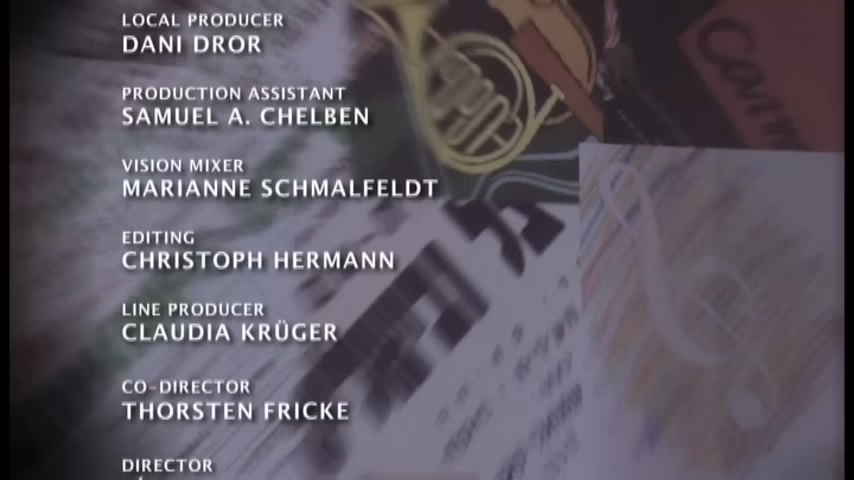 LOCAL PRODUCER
DANI DROR
PRODUCTION ASSISTANT
SAMUEL A. CHELBEN
VISION MIXER
MARIANNE SCHMALFELDT
EDITING
CHRISTOPH HERMANN
LINE PRODUCER
CLAUDIA KRÜGER
CO-DIRECTOR
THORSTEN FRICKE
DIRECTOR